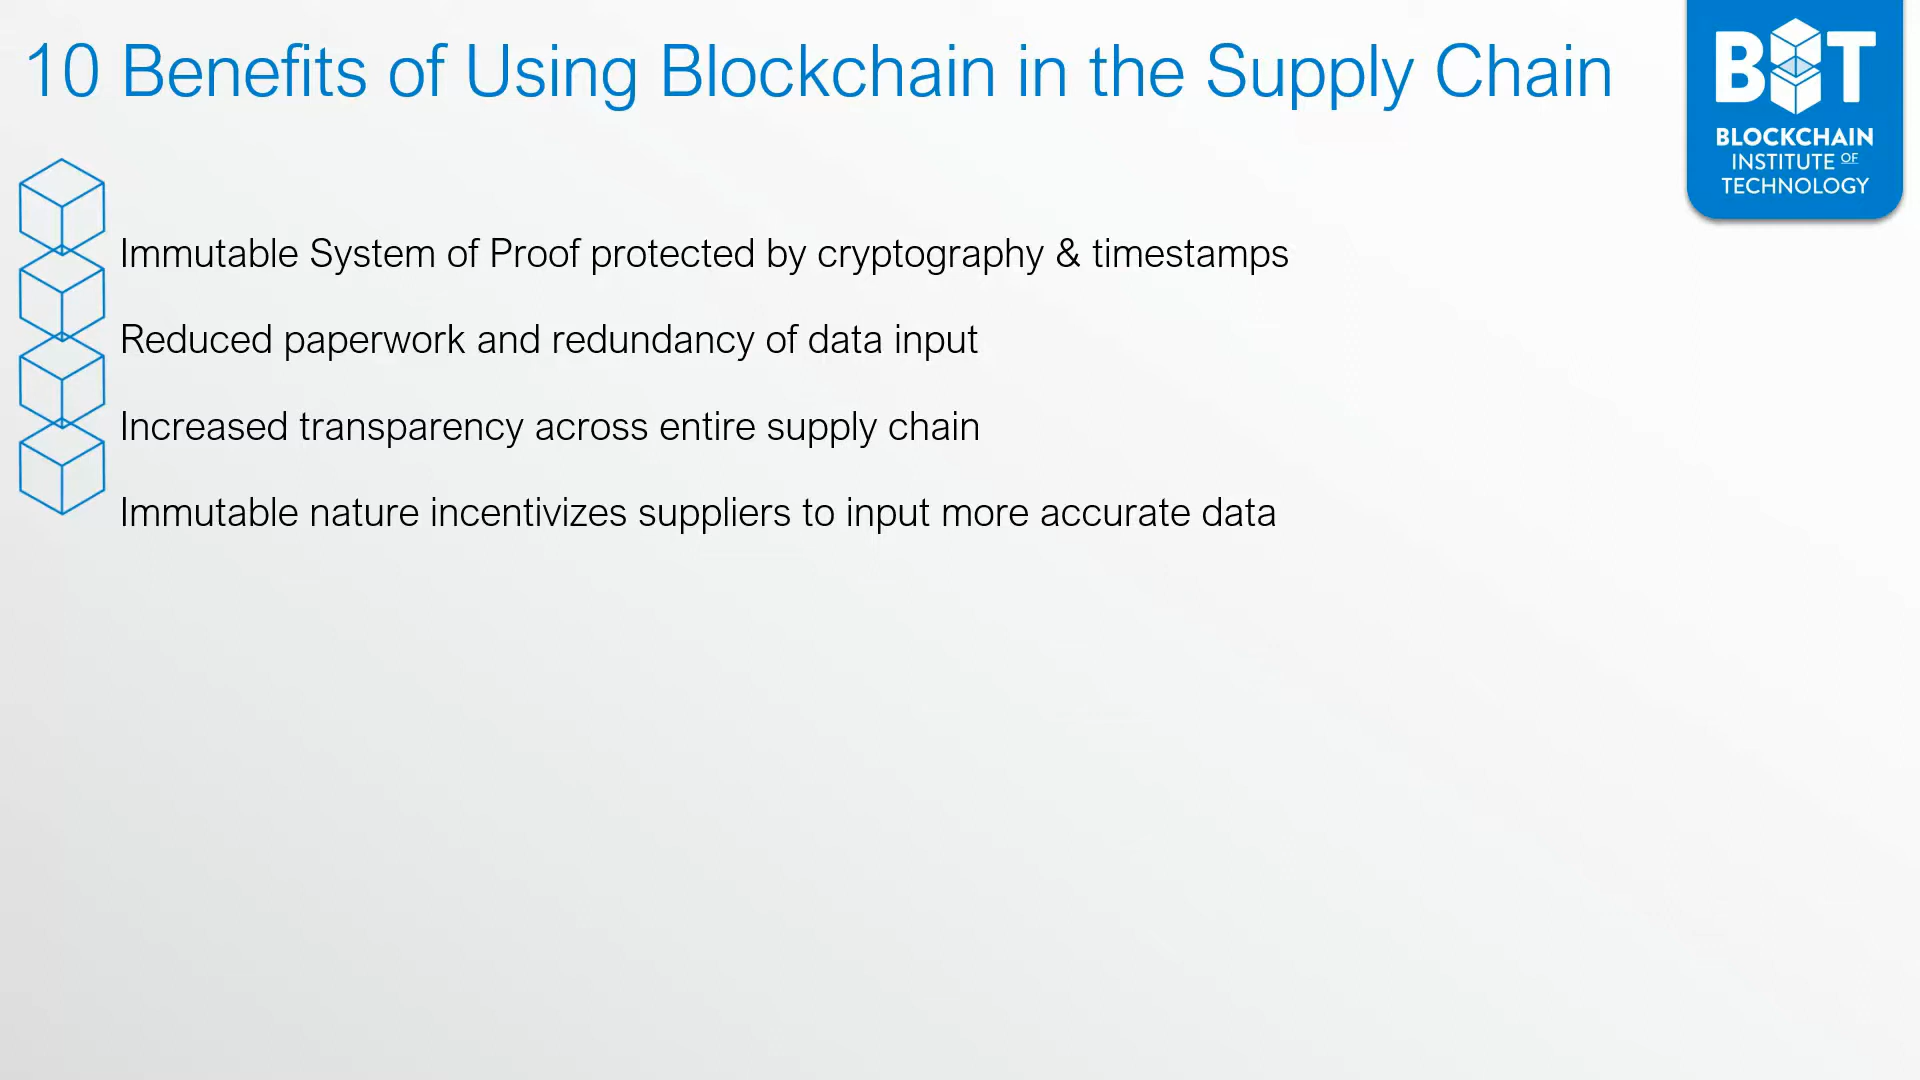 10 Benefits of Using Blockchain in the Supply Chain
B T
BLOCKCHAIN
INSTITUTE OF
TECHNOLOGY
Immutable System of Proof protected by cryptography & timestamps
Reduced paperwork and redundancy of data input
Increased transparency across entire supply chain
Immutable nature incentivizes suppliers to input more accurate data